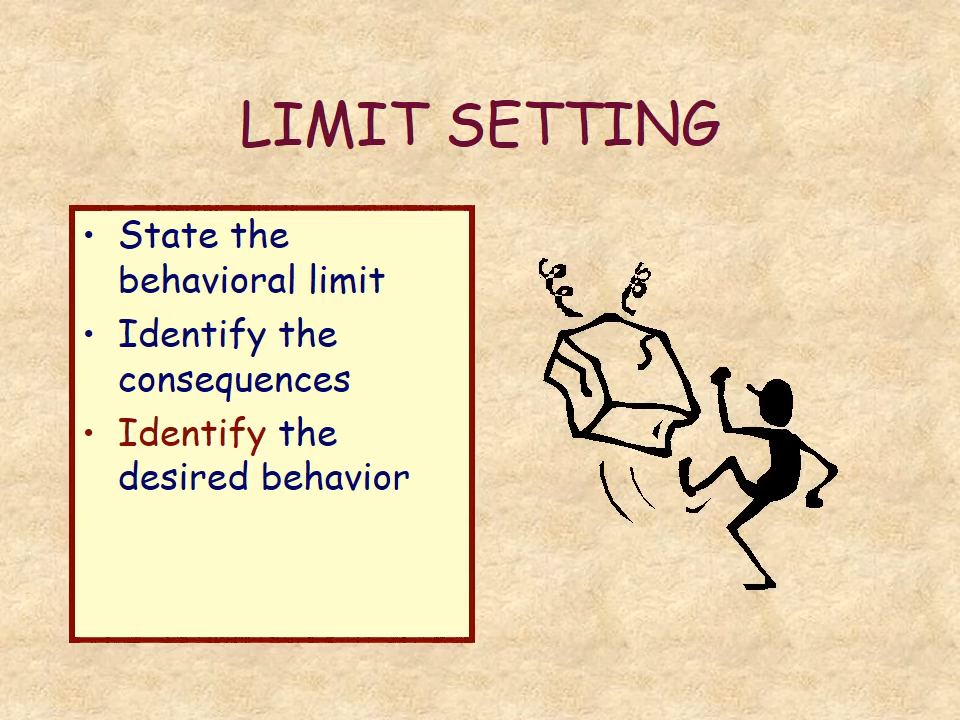 LIMIT SETTING
• State the
behavioral limit
• Identify the
consequences
• Identify the
desired behavior